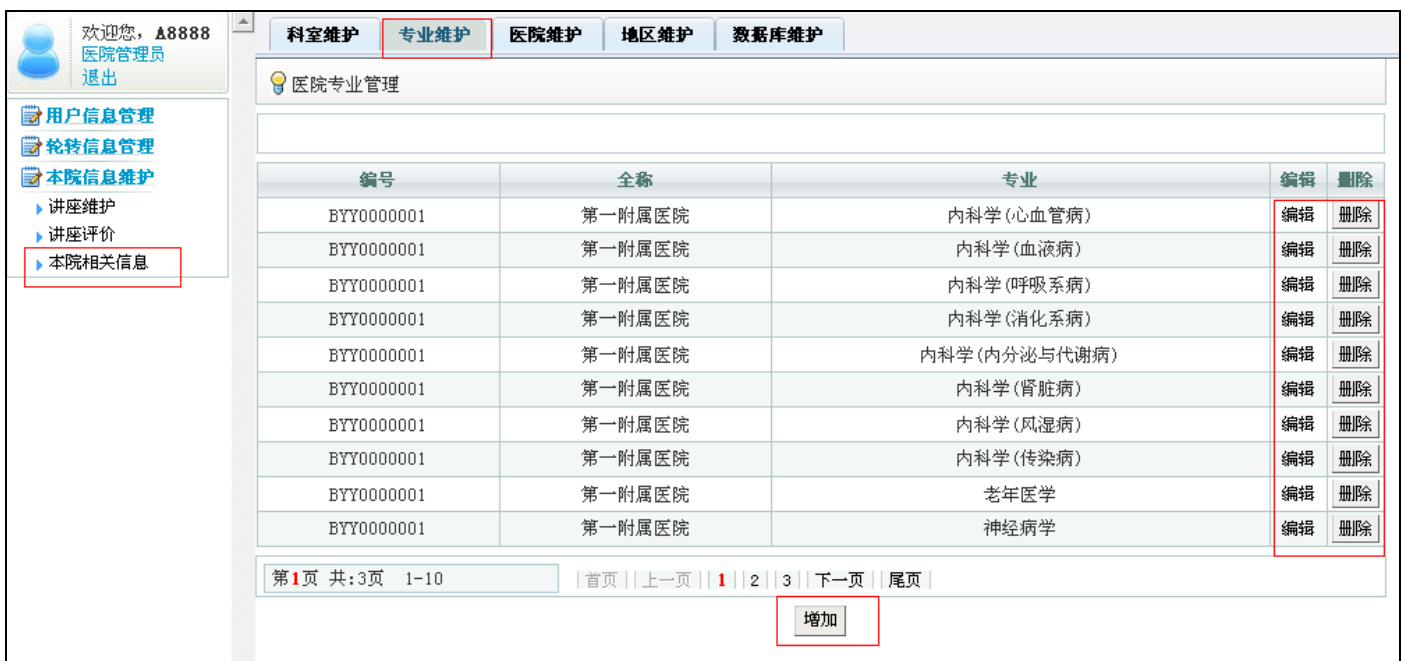 欢迎您, A8888
医院管理员
退出
用户信息管理
轮转信息管理
本院信息维护
讲座维护
讲座评价
本院相关信息
科室维护 专业维护 医院维护 地区维护 数据库维护
医院专业管理
编号 全称 专业 编辑 删除
BYY0000001 第一附属医院 内科学(心血管病) 编辑 删除
BYY0000001 第一附属医院 内科学(血液病) 编辑 删除
BYY0000001 第一附属医院 内科学(呼吸系病) 编辑 删除
BYY0000001 第一附属医院 内科学(消化系病) 编辑 删除
BYY0000001 第一附属医院 内科学(内分泌与代谢病) 编辑 删除
BYY0000001 第一附属医院 内科学(肾脏病) 编辑 删除
BYY0000001 第一附属医院 内科学(风湿病) 编辑 删除
BYY0000001 第一附属医院 内科学(传染病) 编辑 删除
BYY0000001 第一附属医院 老年医学 编辑 删除
BYY0000001 第一附属医院 神经病学 编辑 删除
第1页 共:3页 1-10 首页 上一页 1 2 3 下一页 尾页
增加